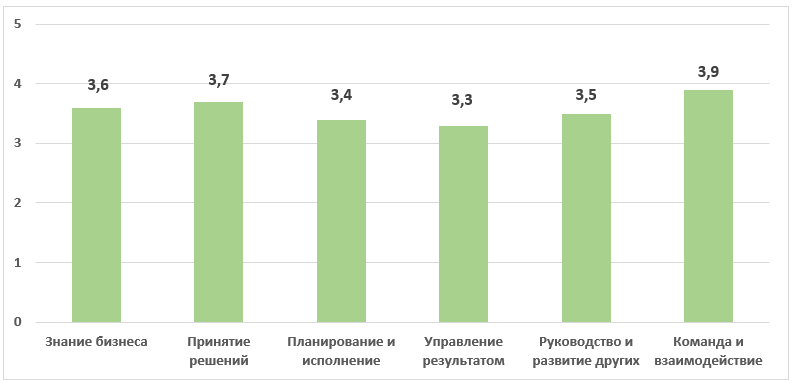 5
4
3
2
1
0
3,6
3,7
3,4
3,3
3,5
3,9
Знание бизнеса
Принятие
решений
Планирование и
исполнение
Управление
результатом
Руководство и
развитие других
Команда и
взаимодействие